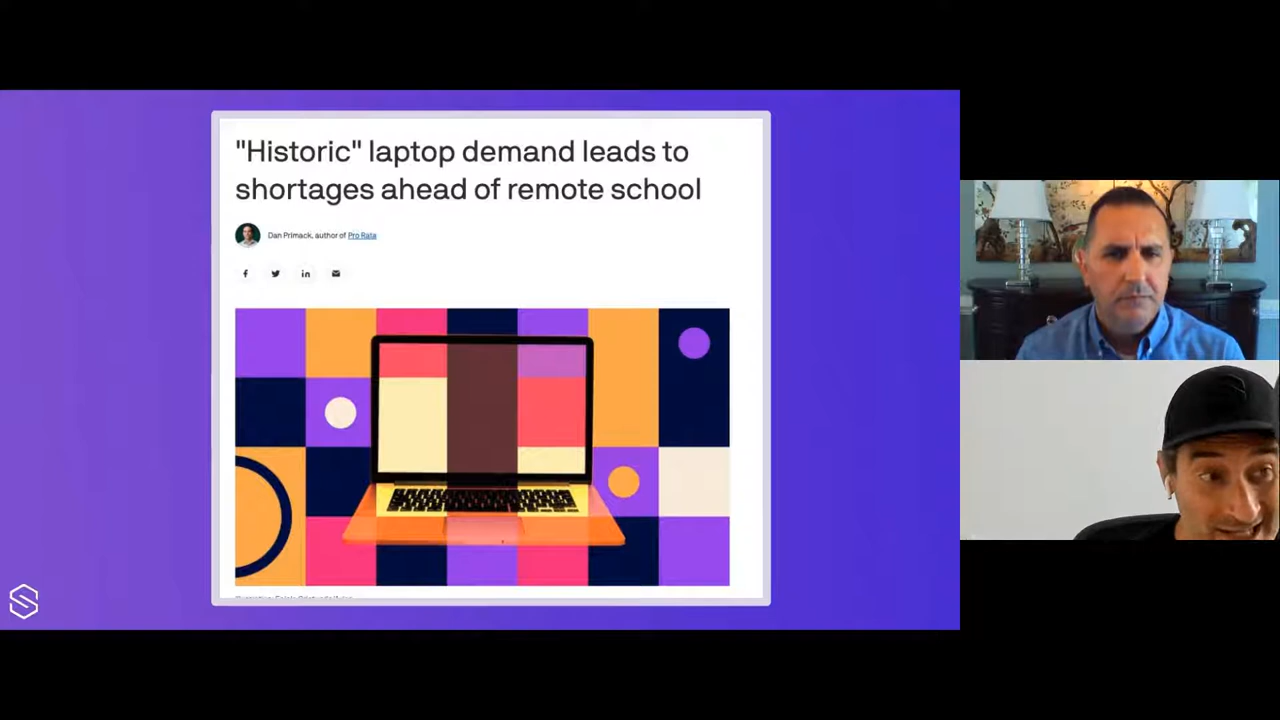 "Historic" laptop demand leads to
shortages ahead of remote school
Dan Primack, author of Pro Rata